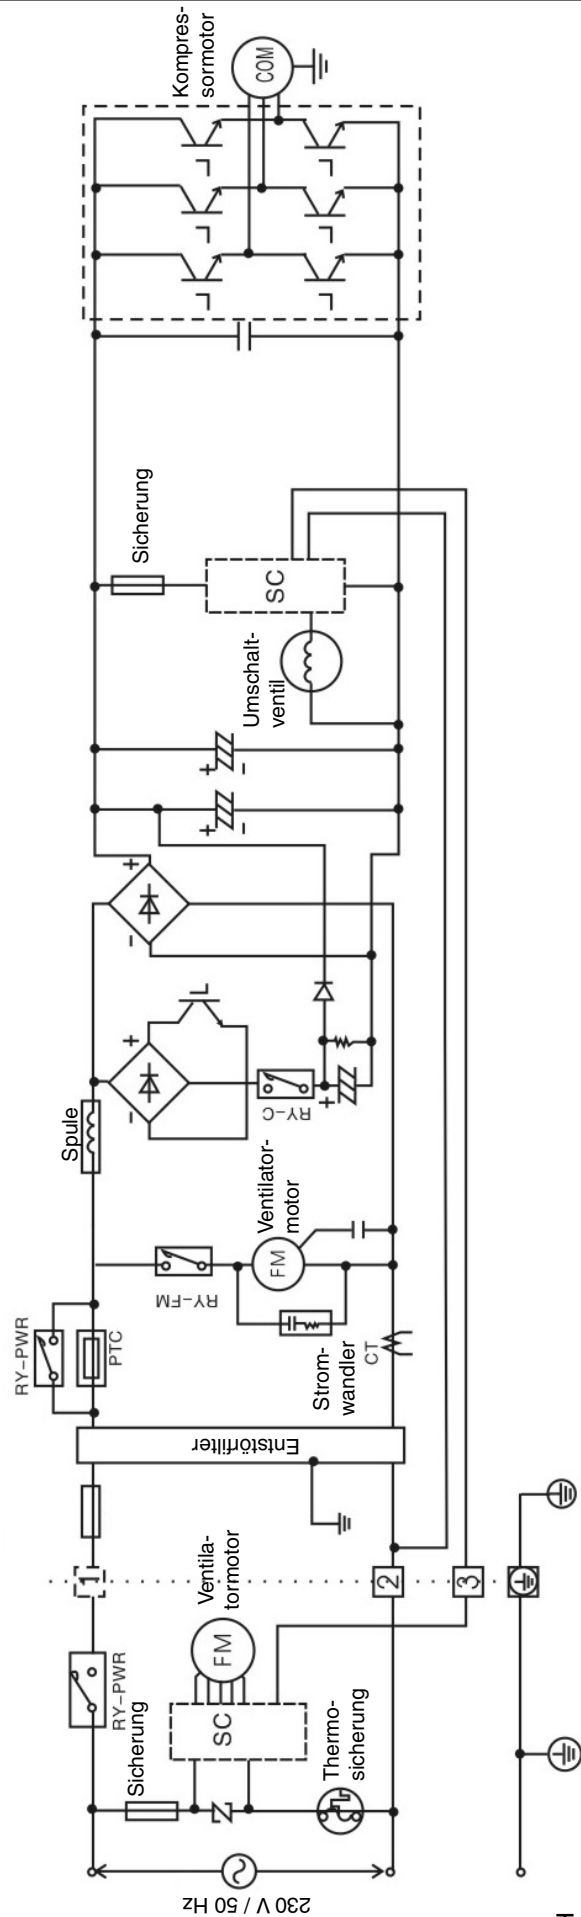 Kompres-
sormotor
COM
Sicherung
SC
Umschalt-
ventil
+
−
+
−
+
−
+
−
RY-C
+
Spule
Ventilator-
motor
FM
RY-FM
RY-PWR
PTC
Strom-
wandler
CT
Entstörfilter
1
2
3
Ventila-
tormotor
FM
SC
RY-PWR
Sicherung
Thermo-
sicherung
230 V / 50 Hz